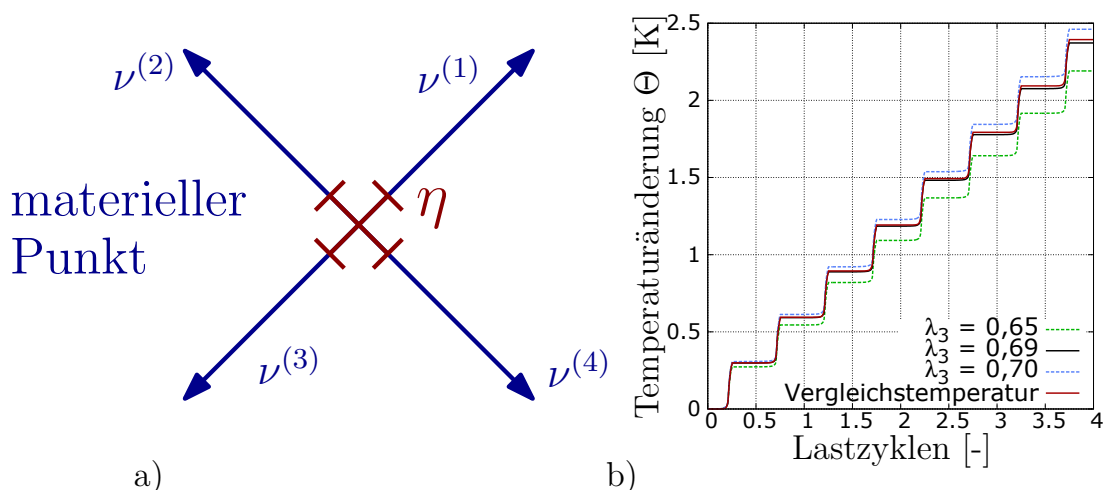 ν(2)
ν(1)
materieller
Punkt
η
ν(3)
ν(4)
a)
Temperaturänderung Θ [K]
2.5
2
1.5
1
0.5
0
λ3 = 0,65
λ3 = 0,69
λ3 = 0,70
Vergleichstemperatur
0 0.5 1 1.5 2 2.5 3 3.5 4
Lastzyklen [-]
b)